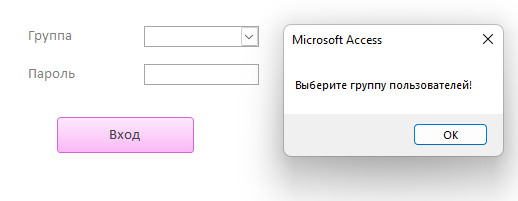 Группа
Пароль
Вход
Microsoft Access
Выберите группу пользователей!
OK